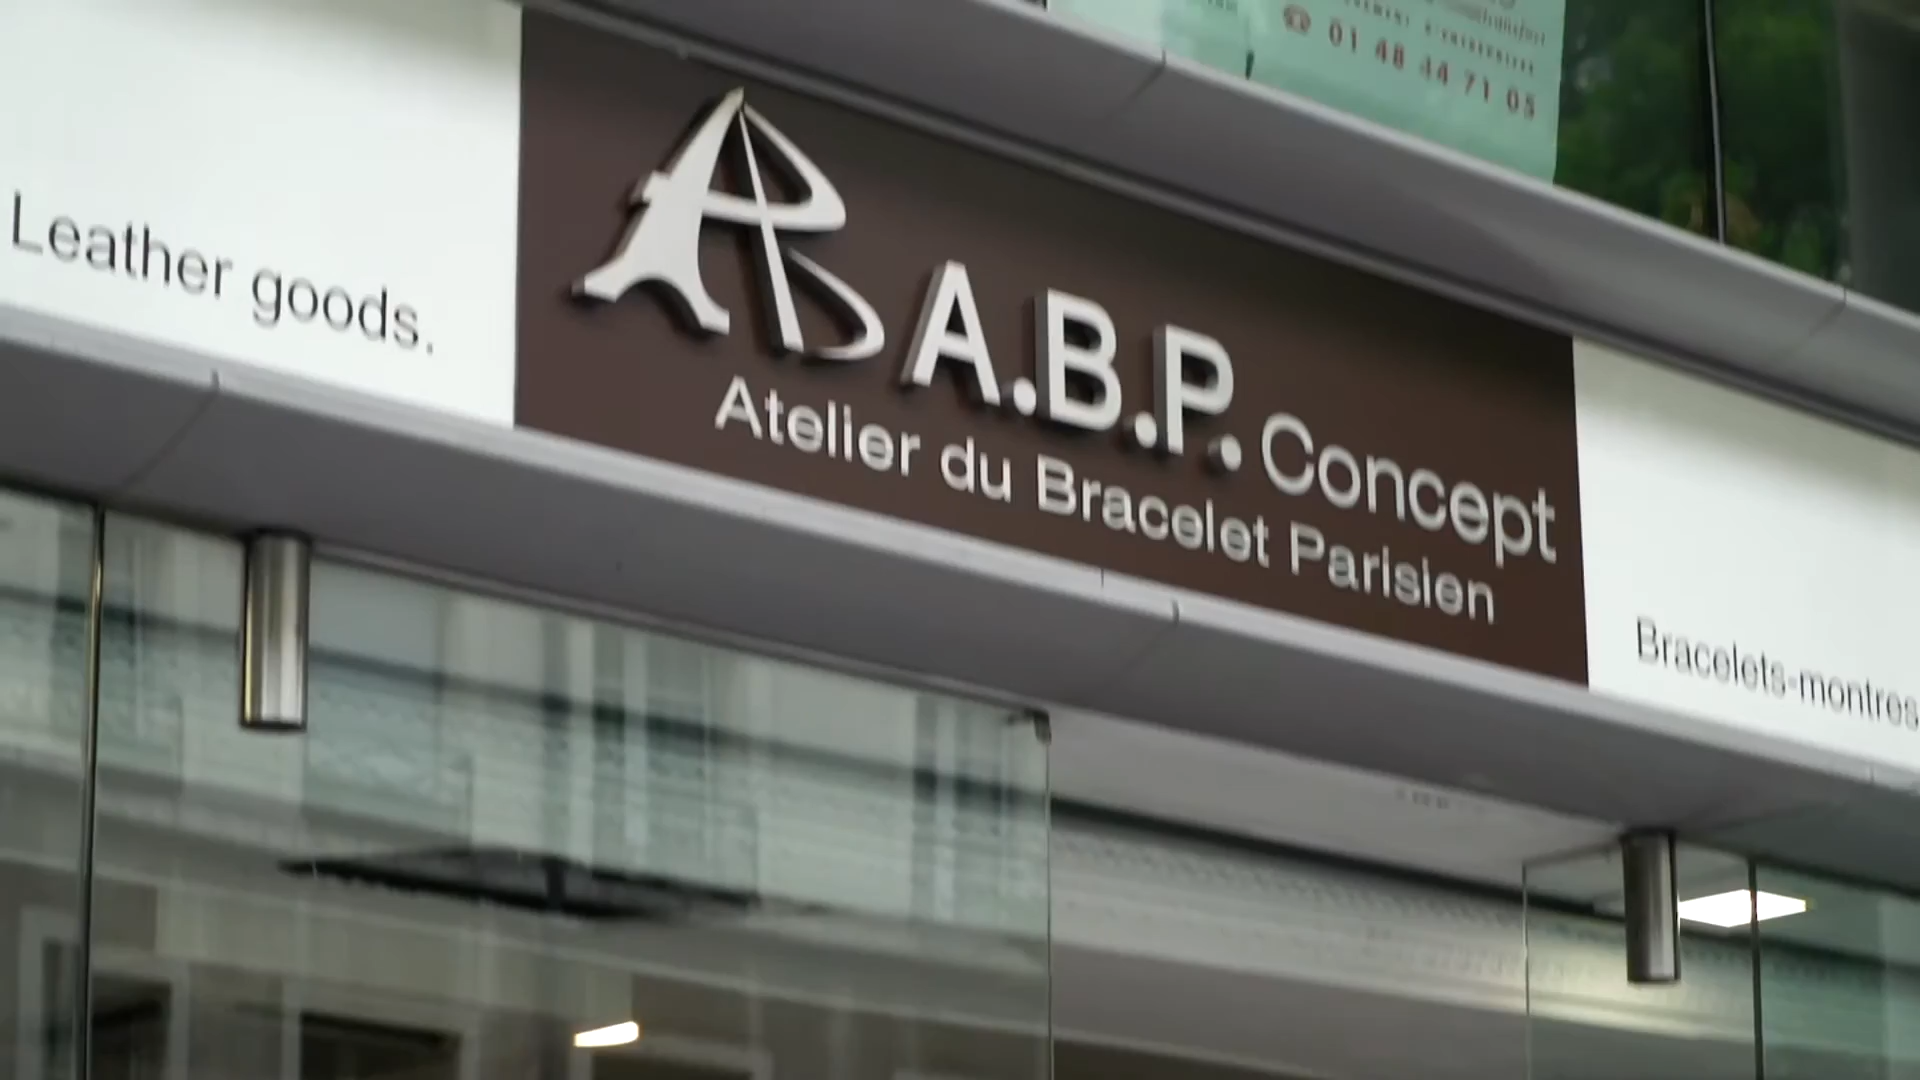 ☎ 01 48 44 71 05
Leather goods.
A.B.P. Concept
Atelier du Bracelet Parisien
Bracelets-montres